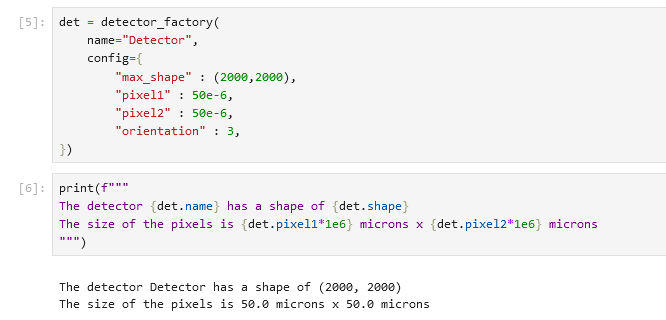 [5]: det = detector_factory(
    name="Detector",
    config={
        "max_shape" : (2000,2000),
        "pixel1" : 50e-6,
        "pixel2" : 50e-6,
        "orientation" : 3,
})
[6]: print(f"""
The detector {det.name} has a shape of {det.shape}
The size of the pixels is {det.pixel1*1e6} microns x {det.pixel2*1e6} microns
""")
The detector Detector has a shape of (2000, 2000)
The size of the pixels is 50.0 microns x 50.0 microns